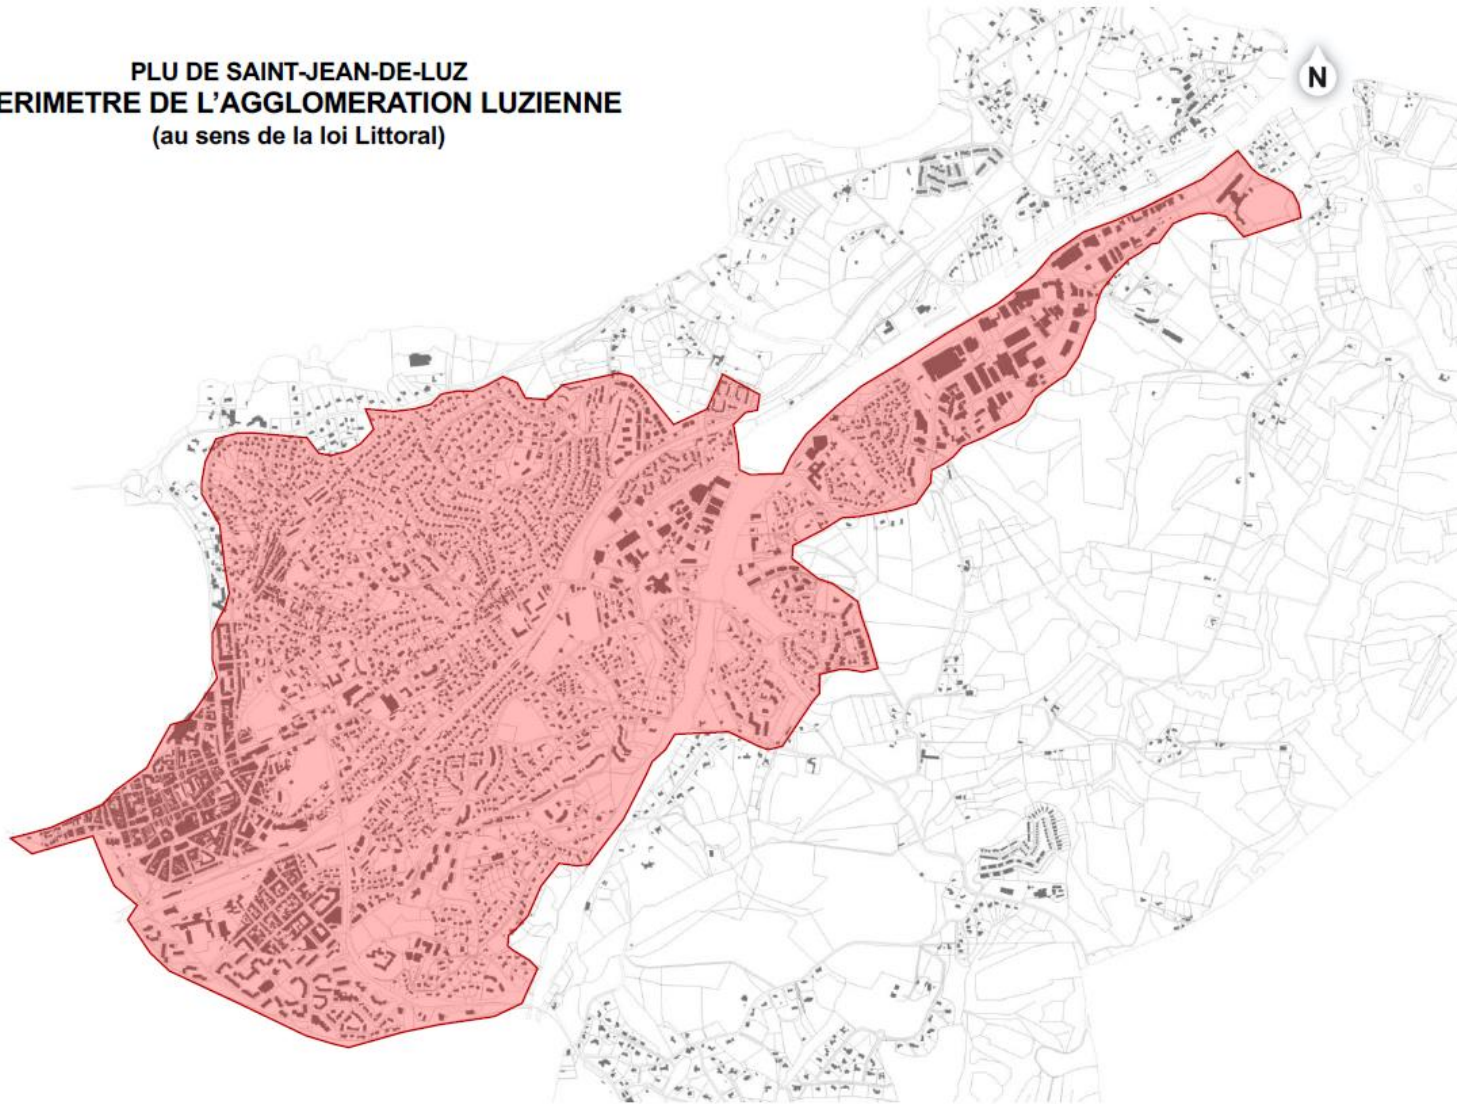 PLU DE SAINT-JEAN-DE-LUZ
ERIMETRE DE L'AGGLOMERATION LUZIENNE
(au sens de la loi Littoral)
N